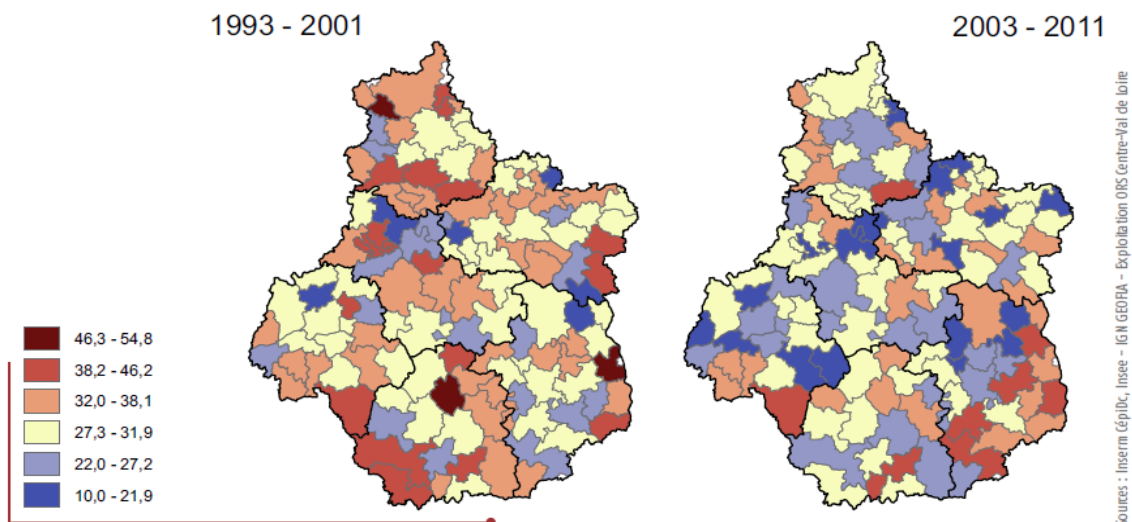 1993 - 2001
2003 - 2011
46,3 - 54,8
38,2 - 46,2
32,0 - 38,1
27,3 - 31,9
22,0 - 27,2
10,0 - 21,9
Sources : Inserm CépiDc, Insee - IGN GEOFLA - Exploitation ORS Centre-Val de Loire